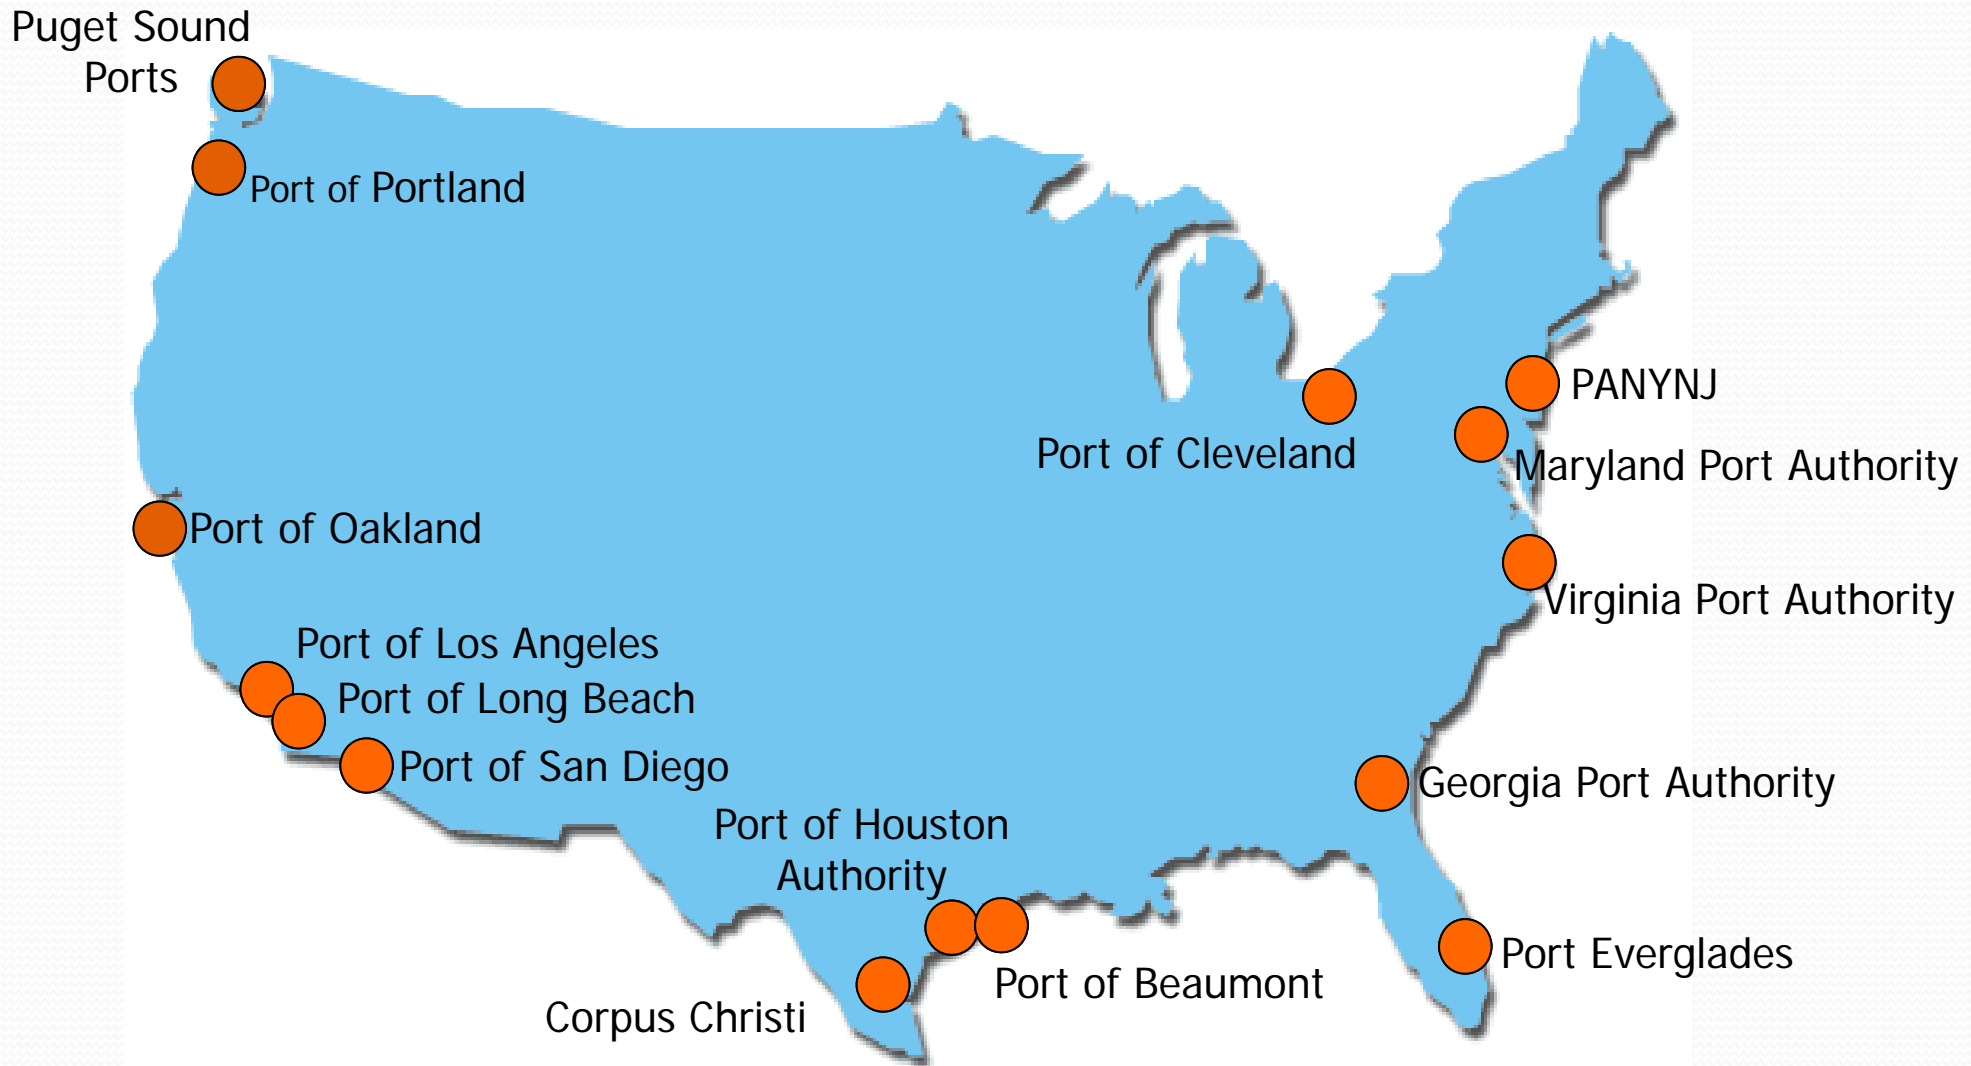 Puget Sound
Ports
Port of Portland
PANYNJ
Port of Cleveland
Maryland Port Authority
Port of Oakland
Virginia Port Authority
Port of Los Angeles
Port of Long Beach
Port of San Diego
Georgia Port Authority
Port of Houston
Authority
Port Everglades
Port of Beaumont
Corpus Christi